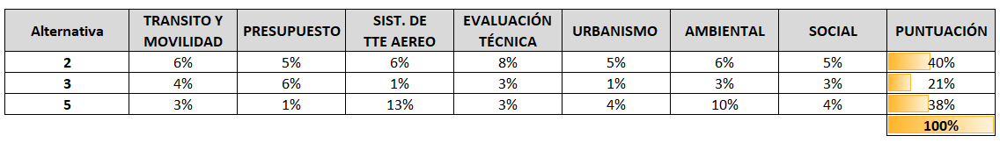 Alternativa TRANSITO Y MOVILIDAD PRESUPUESTO SIST. DE TTE AEREO EVALUACIÓN TÉCNICA URBANISMO AMBIENTAL SOCIAL PUNTUACIÓN
2 6% 5% 6% 8% 5% 6% 5% 40%
3 4% 6% 1% 3% 1% 3% 3% 21%
5 3% 1% 13% 3% 4% 10% 4% 38%
100%